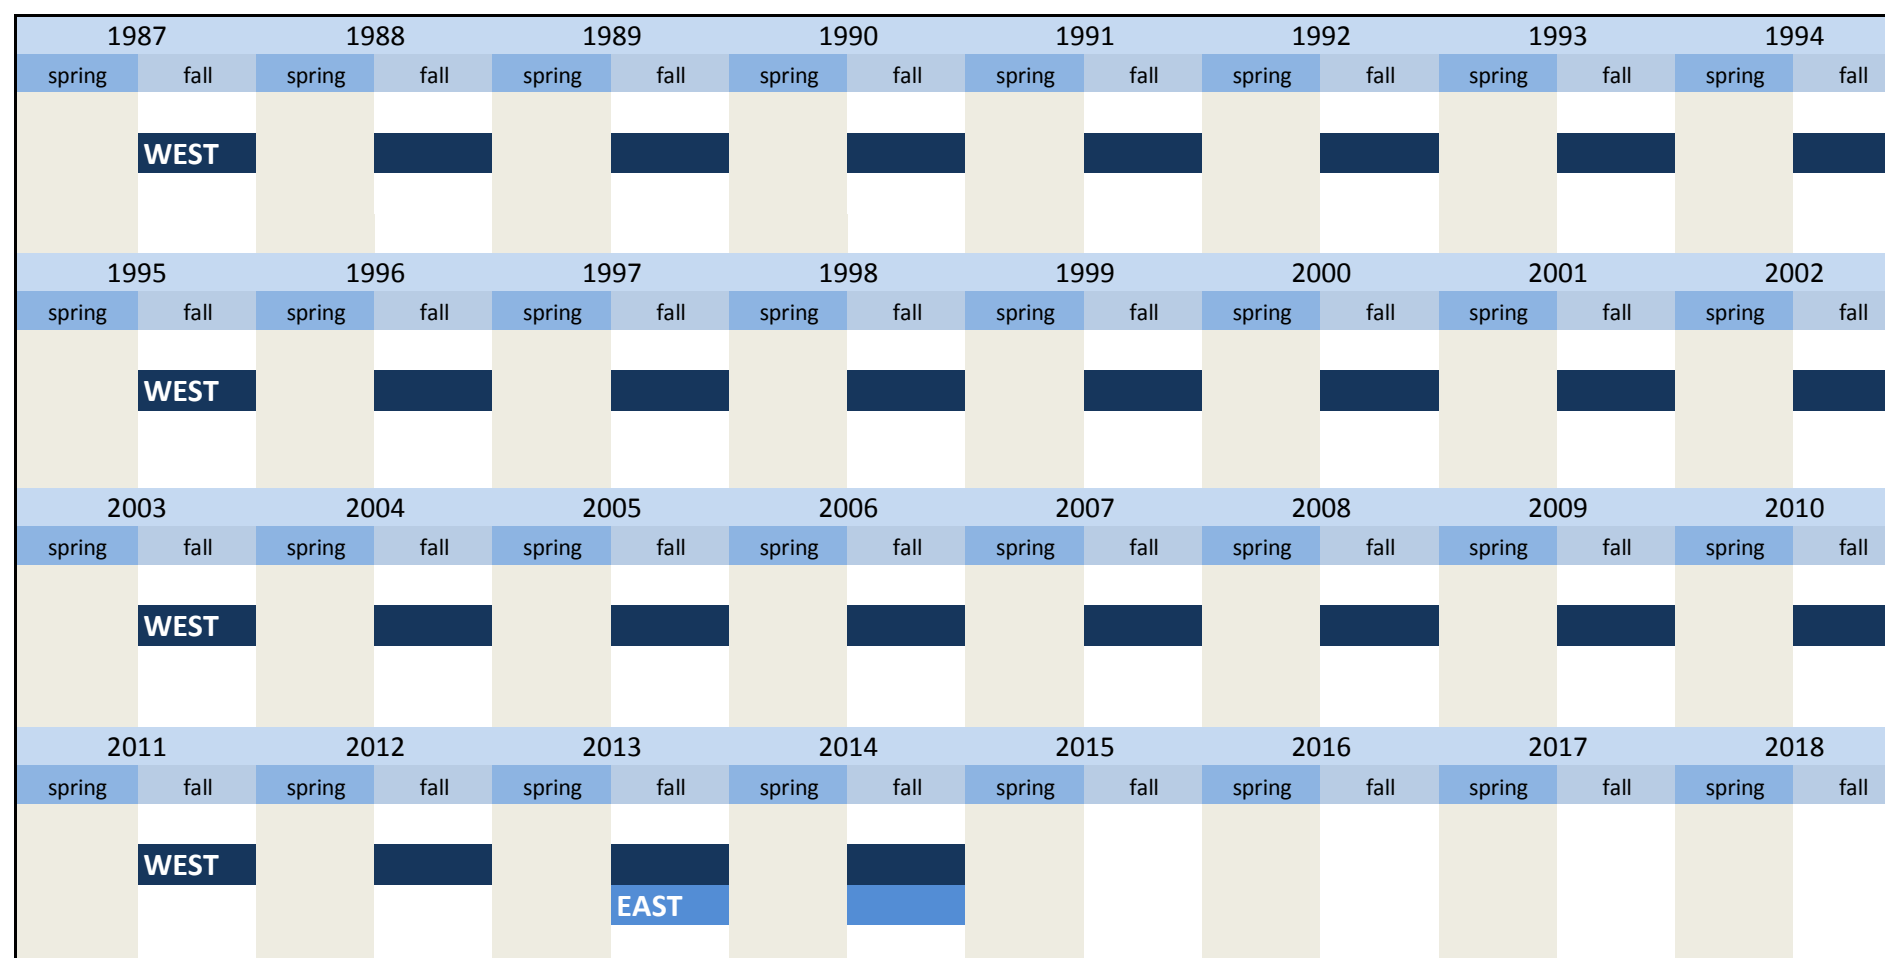 1987 1988 1989 1990 1991 1992 1993 1994
spring fall spring fall spring fall spring fall spring fall spring fall spring fall spring fall
WEST
1995 1996 1997 1998 1999 2000 2001 2002
spring fall spring fall spring fall spring fall spring fall spring fall spring fall spring fall
WEST
2003 2004 2005 2006 2007 2008 2009 2010
spring fall spring fall spring fall spring fall spring fall spring fall spring fall spring fall
WEST
2011 2012 2013 2014 2015 2016 2017 2018
spring fall spring fall spring fall spring fall spring fall spring fall spring fall spring fall
WEST
EAST